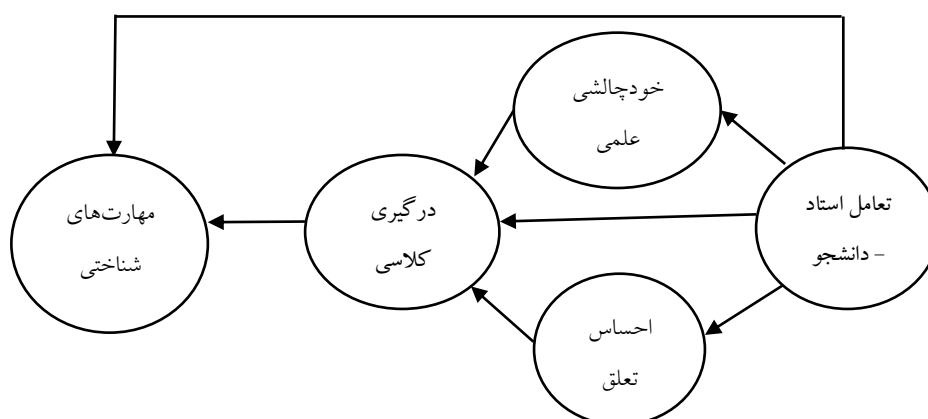 خودچالشی
علمی
تعامل استاد
– دانشجو
درگیری
کلاسی
مهارت‌های
شناختی
احساس
تعلق